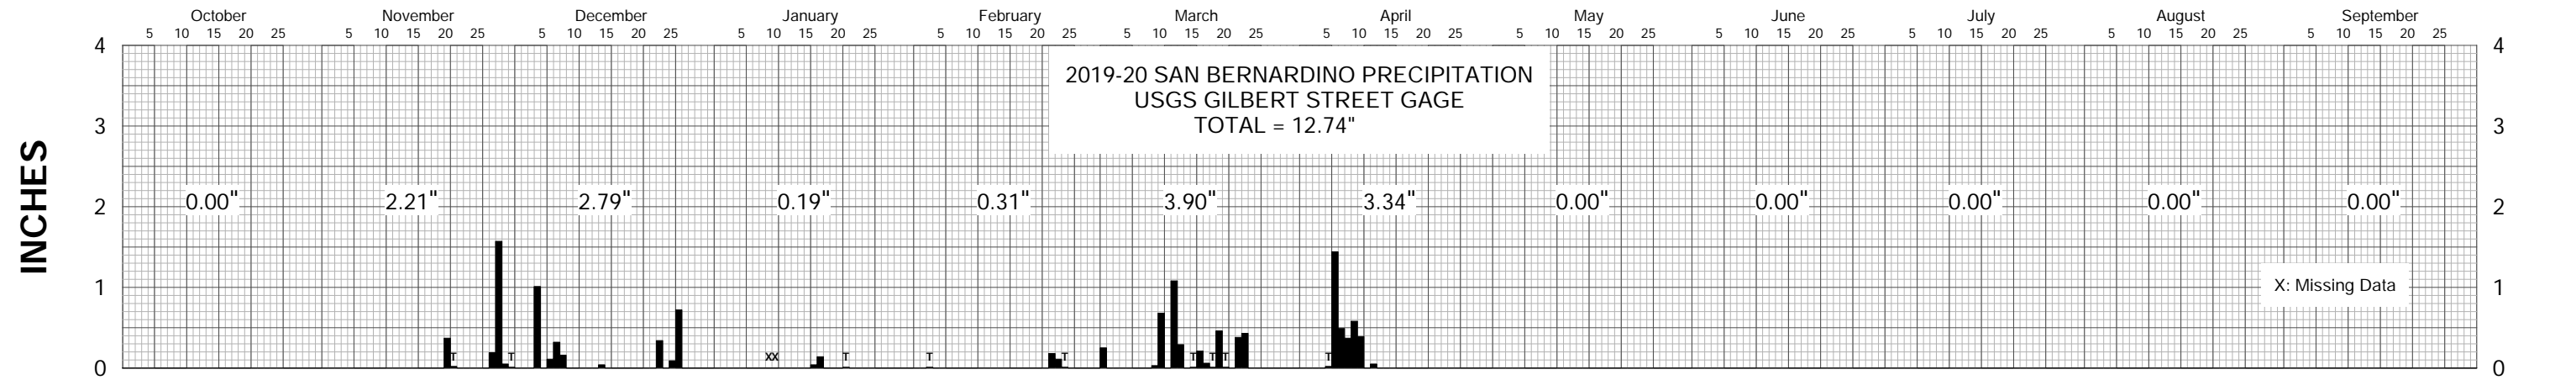 October November December January February March April May June July August September
5 10 15 20 25 5 10 15 20 25 5 10 15 20 25 5 10 15 20 25 5 10 15 20 25 5 10 15 20 25 5 10 15 20 25 5 10 15 20 25 5 10 15 20 25 5 10 15 20 25 5 10 15 20 25 5 10 15 20 25
4 4
2019-20 SAN BERNARDINO PRECIPITATION
USGS GILBERT STREET GAGE
TOTAL = 12.74"
3 3
INCHES
0.00" 2.21" 2.79" 0.19" 0.31" 3.90" 3.34" 0.00" 0.00" 0.00" 0.00" 0.00"
2 2
X: Missing Data
1 1
T T XX T T T T T T T
0 0